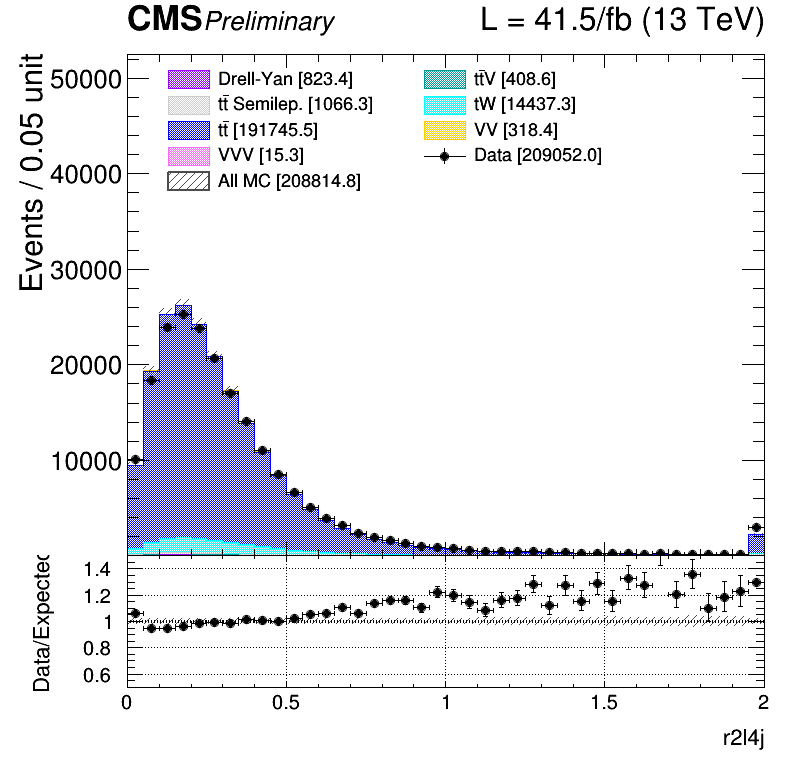 CMS Preliminary L = 41.5/fb (13 TeV)
Events / 0.05 unit
50000
40000
30000
20000
10000
Drell-Yan [823.4]
tt̄ Semilep. [1066.3]
tt̄ [191745.5]
VVV [15.3]
All MC [208814.8]
tt̄V [408.6]
tW [14437.3]
VV [318.4]
Data [209052.0]
Data/Expected
1.4
1.2
1
0.8
0.6
0 0.5 1 1.5 2
r2l4j